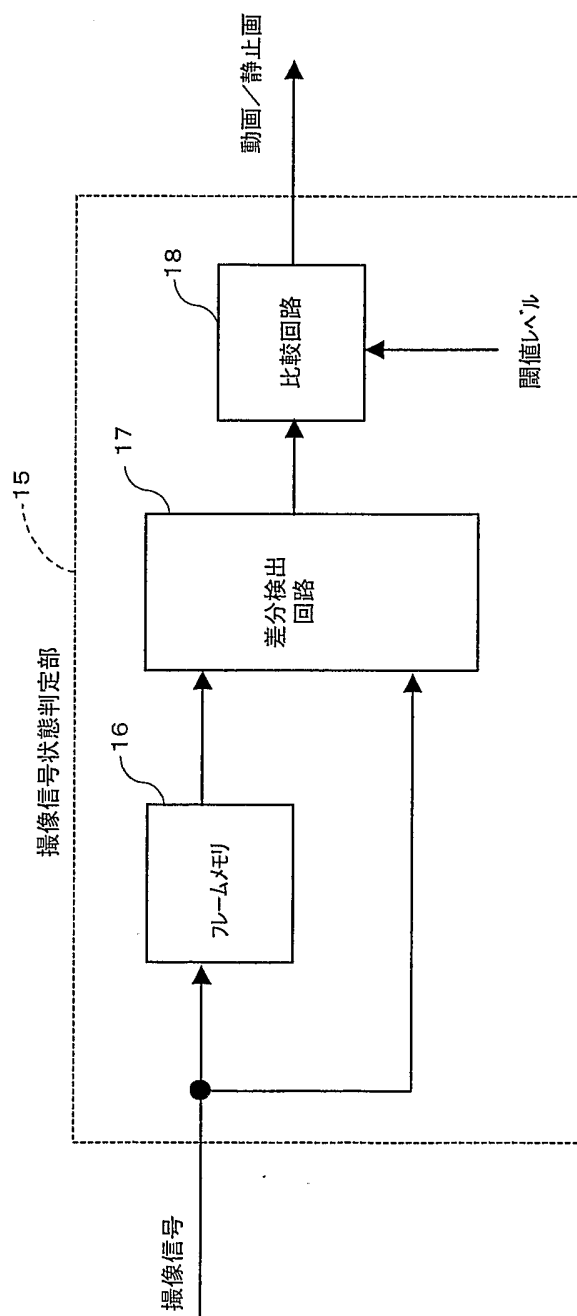 撮像信号状態判定部
15
撮像信号
フレームメモリ
16
差分検出
回路
17
比較回路
18
閾値レベル
動画／静止画